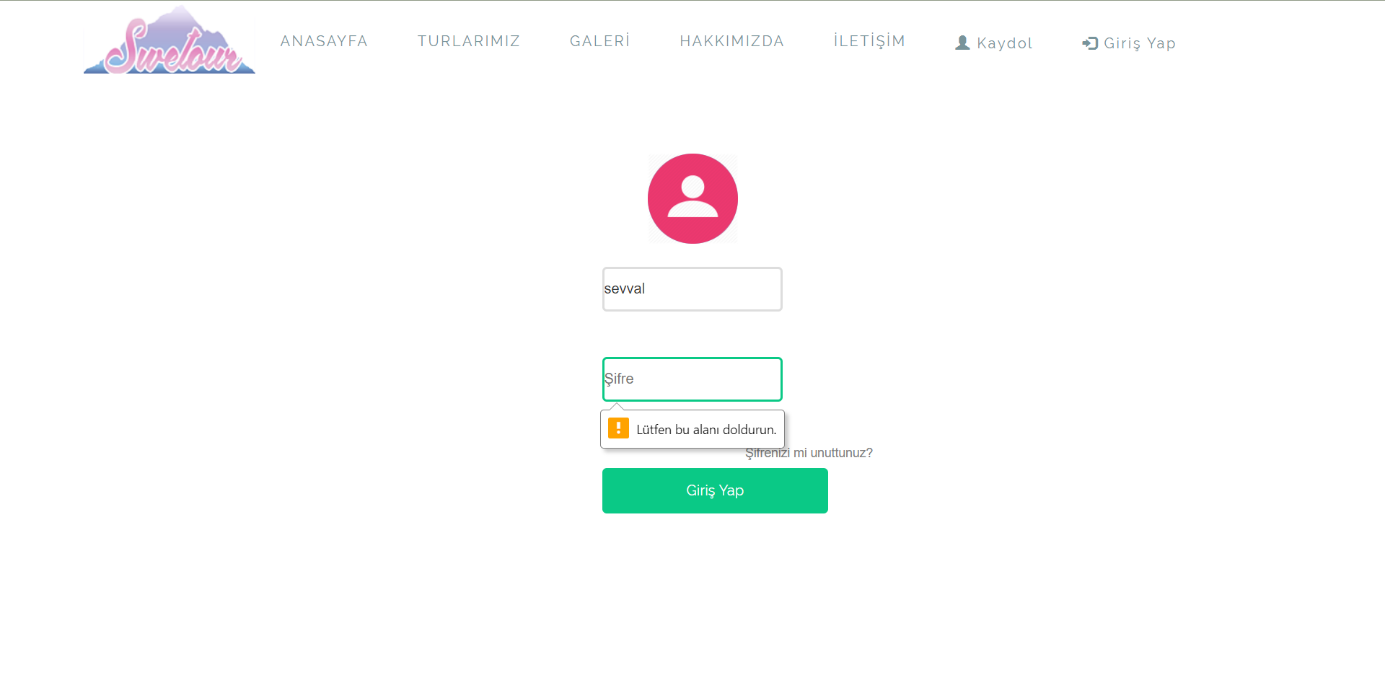 Swetour
ANASAYFA TURLARIMIZ GALERİ HAKKIMIZDA İLETİŞİM Kaydol Giriş Yap
sevval
Şifre
Lütfen bu alanı doldurun.
Şifrenizi mi unuttunuz?
Giriş Yap